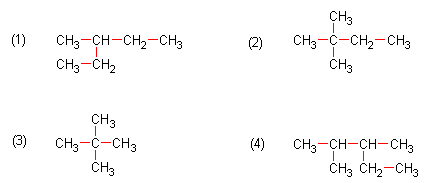 (1) CH3–CH–CH2–CH3
CH3–CH2
(2) CH3
CH3–C–CH2–CH3
CH3
(3) CH3
CH3–C–CH3
CH3
(4) CH3–CH–CH–CH3
CH3 CH2–CH3